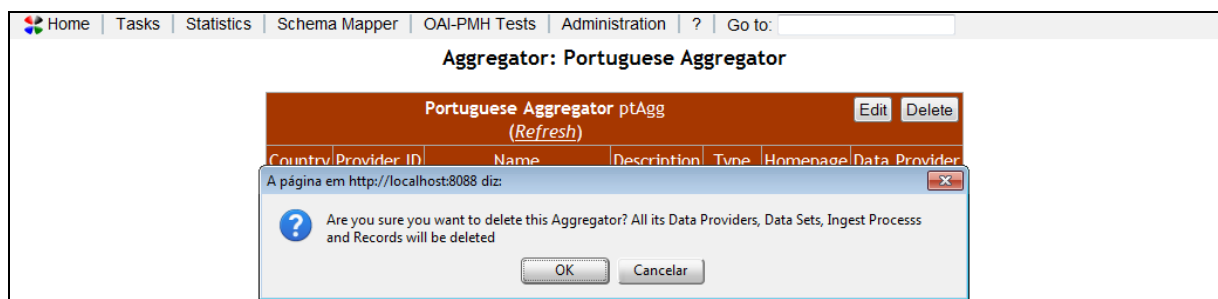 Home | Tasks | Statistics | Schema Mapper | OAI-PMH Tests | Administration | ? | Go to:
Aggregator: Portuguese Aggregator
Portuguese Aggregator ptAgg Edit Delete
(Refresh)
Country Provider ID Name Description Type Homepage Data Provider
A página em http://localhost:8088 diz:
Are you sure you want to delete this Aggregator? All its Data Providers, Data Sets, Ingest Processs
and Records will be deleted
OK Cancelar